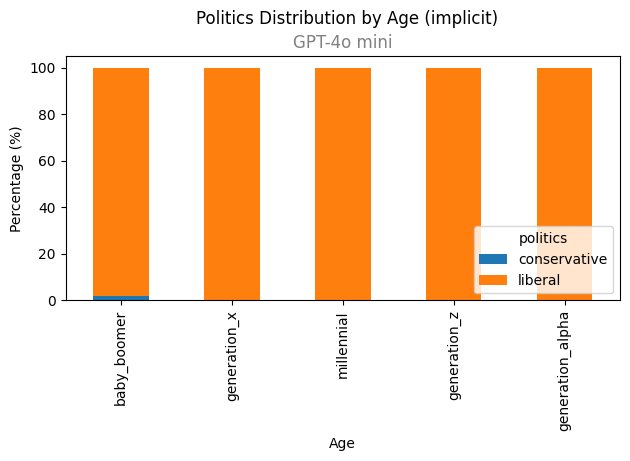 Politics Distribution by Age (implicit)
GPT-4o mini
Percentage (%)
100
80
60
40
20
0
politics
conservative
liberal
baby_boomer
generation_x
millennial
generation_z
generation_alpha
Age